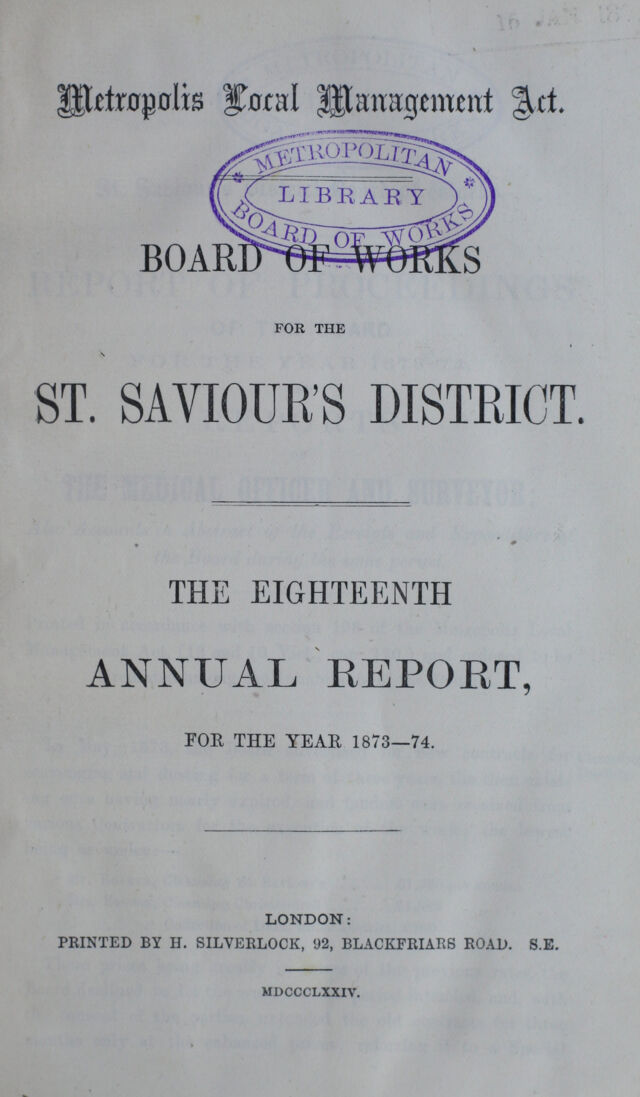 Metropolis Local Management Act.
METROPOLITAN
LIBRARY
BOARD OF WORKS
BOARD OF WORKS
FOR THE
ST. SAVIOUR'S DISTRICT.
THE EIGHTEENTH
ANNUAL REPORT,
FOR THE YEAR 1873—74.
LONDON:
PRINTED BY H. SILVERLOCK, 92, BLACKFRIARS ROAD. S.E.
MDCCCLXXIV.